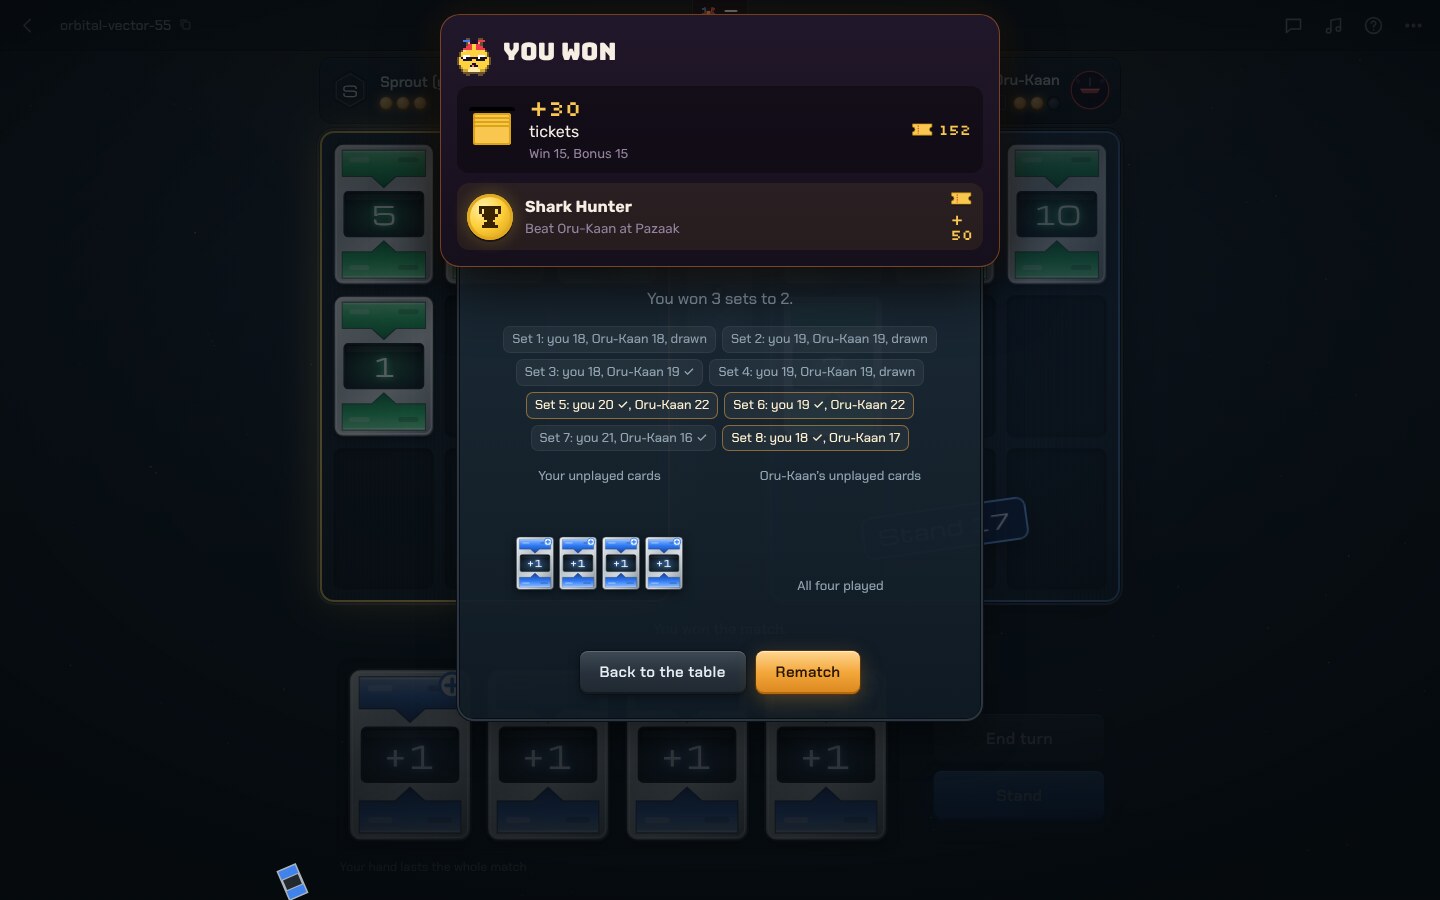 orbital-vector-55
YOU WON
+30
tickets
Win 15, Bonus 15
152
Shark Hunter
Beat Oru-Kaan at Pazaak
+
50
S
Sprout
Oru-Kaan
5
10
1
You won 3 sets to 2.
Set 1: you 18, Oru-Kaan 18, drawn
Set 2: you 19, Oru-Kaan 19, drawn
Set 3: you 18, Oru-Kaan 19 ✓
Set 4: you 19, Oru-Kaan 19, drawn
Set 5: you 20 ✓, Oru-Kaan 22
Set 6: you 19 ✓, Oru-Kaan 22
Set 7: you 21, Oru-Kaan 16 ✓
Set 8: you 18 ✓, Oru-Kaan 17
Your unplayed cards
Oru-Kaan's unplayed cards
Stand 17
+1 +1 +1 +1
All four played
You won the match
Back to the table
Rematch
+1 +1 +1 +1
End turn
Stand
Your hand lasts the whole match